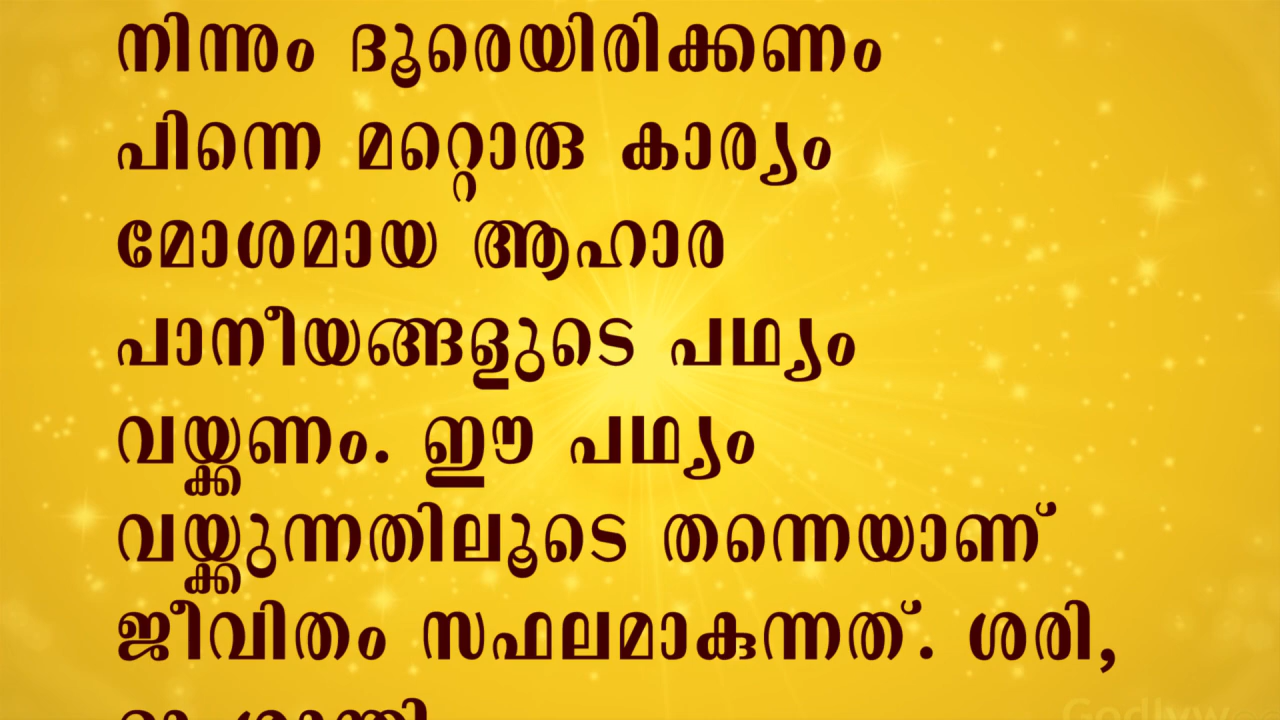 നിന്നും ദൂരെയിരിക്കണം
പിന്നെ മറ്റൊരു കാര്യം
മോശമായ ആഹാര
പാനീയങ്ങളുടെ പഥ്യം
വയ്ക്കണം. ഈ പഥ്യം
വയ്ക്കുന്നതിലൂടെ തന്നെയാണ്
ജീവിതം സഫലമാകുന്നത്. ശരി,